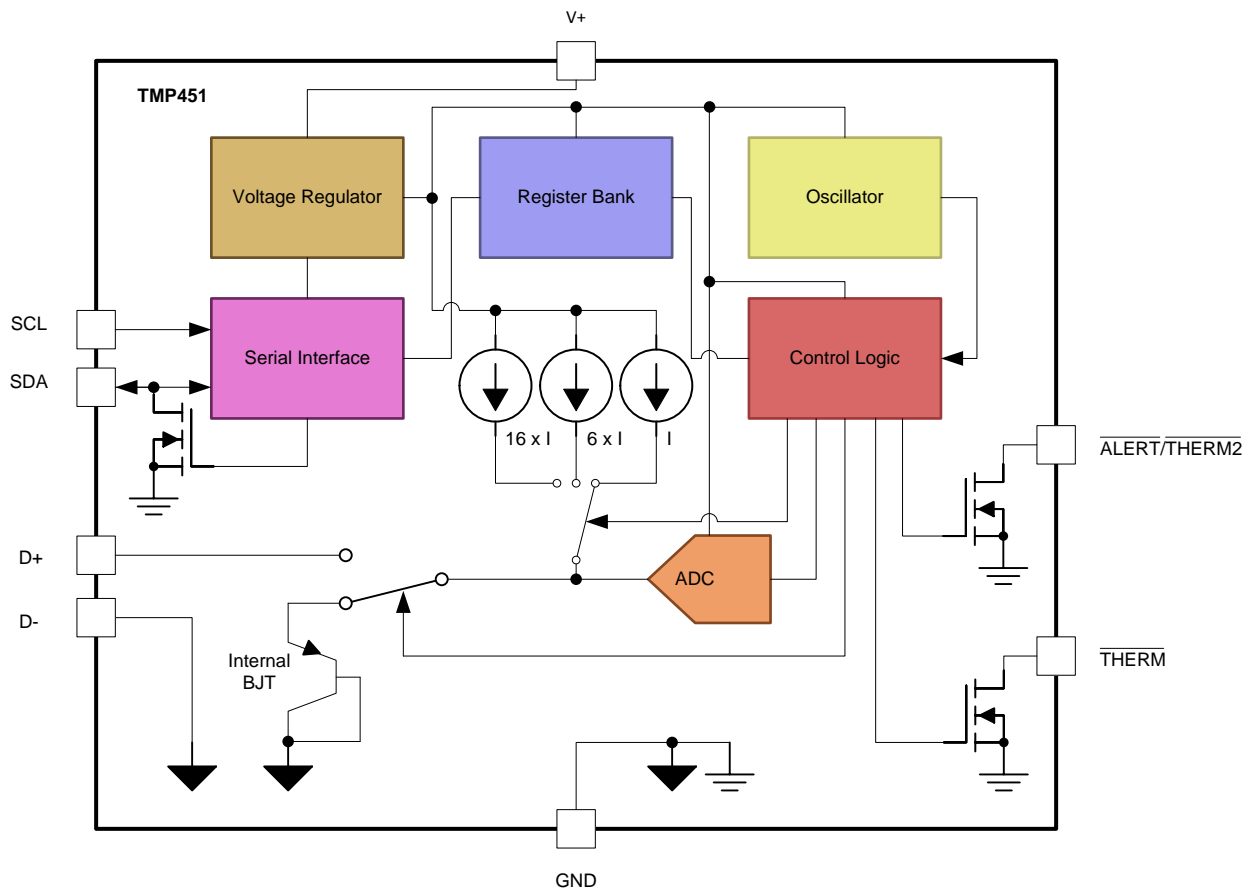 V+
TMP451
Voltage Regulator
Register Bank
Oscillator
SCL
SDA
Serial Interface
Control Logic
16 x I
6 x I
I
ALERT/THERM2
D+
D-
ADC
Internal
BJT
THERM
GND